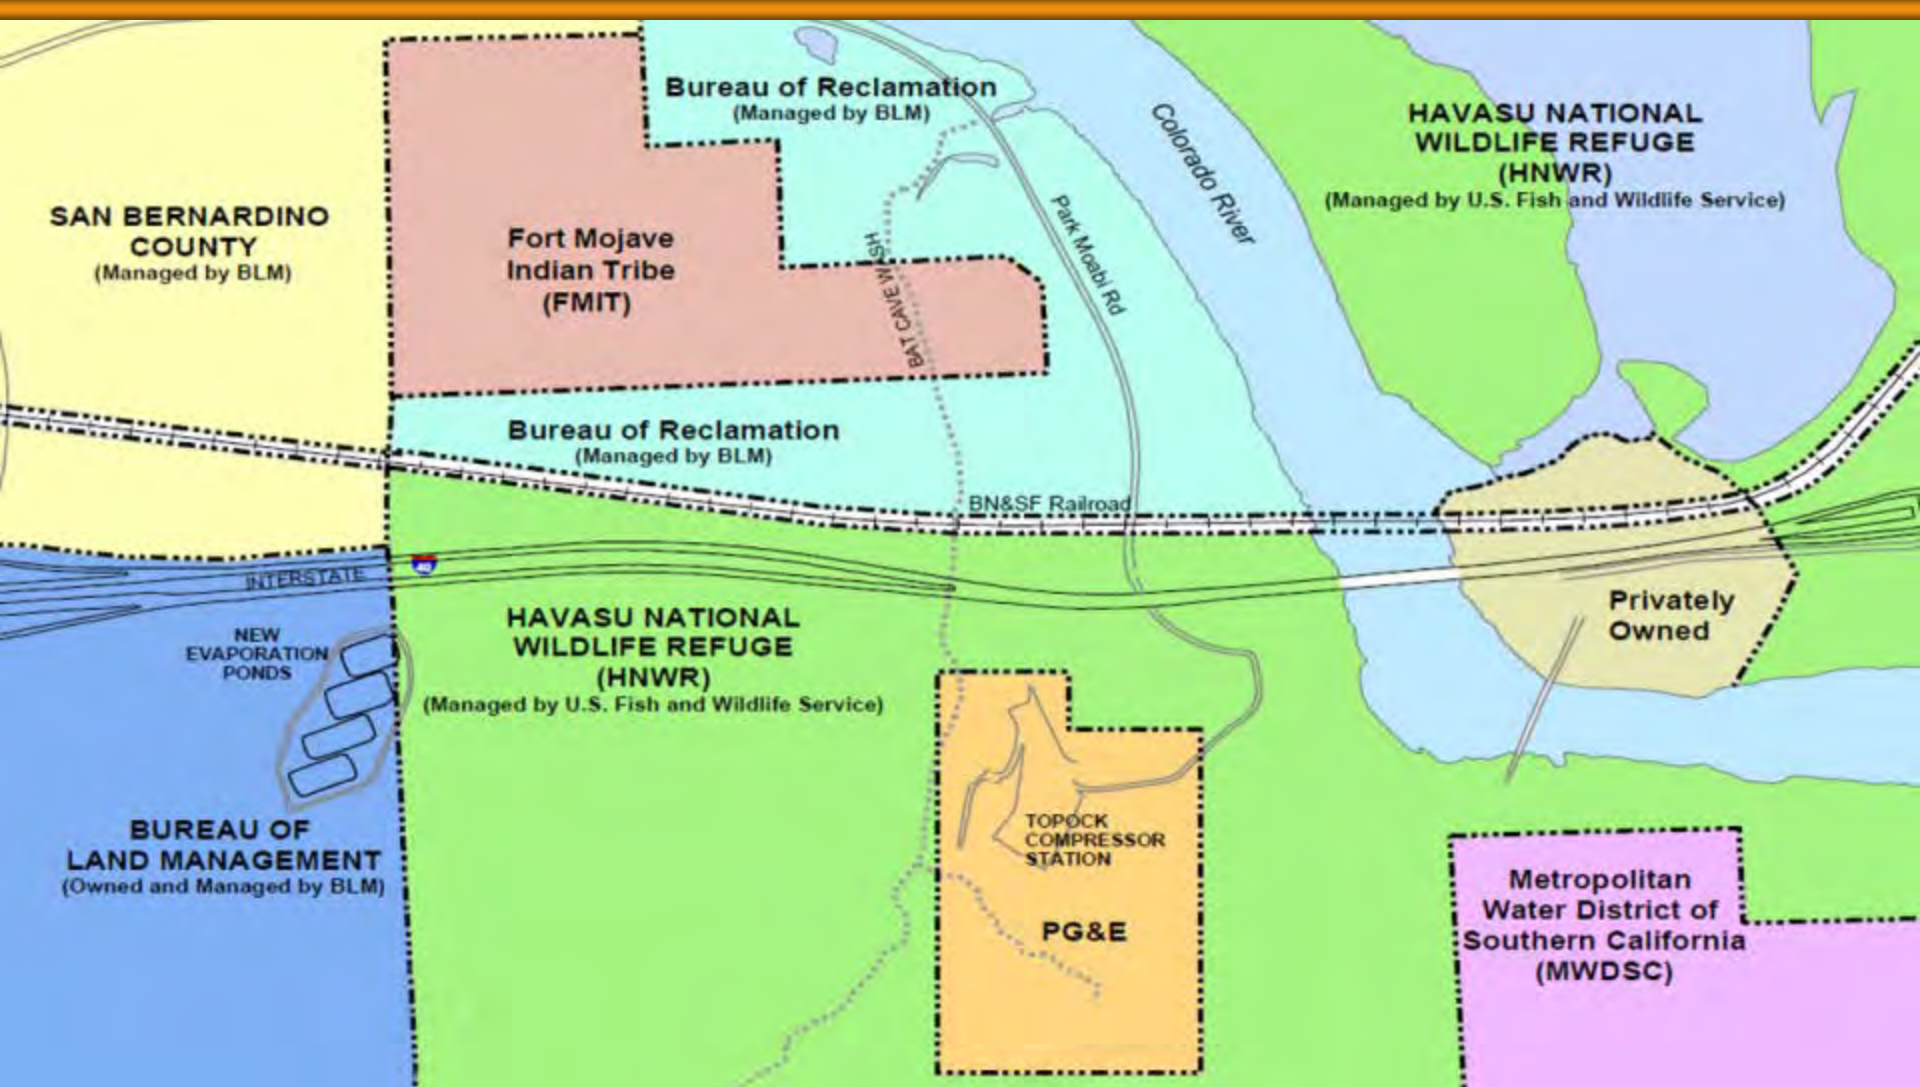 Bureau of Reclamation
(Managed by BLM)
Colorado River
HAVASU NATIONAL
WILDLIFE REFUGE
(HNWR)
(Managed by U.S. Fish and Wildlife Service)
SAN BERNARDINO
COUNTY
(Managed by BLM)
Fort Mojave
Indian Tribe
(FMIT)
BAT CAVE WASH
Park Moabi Rd
Bureau of Reclamation
(Managed by BLM)
BN&SF Railroad
INTERSTATE
40
NEW
EVAPORATION
PONDS
HAVASU NATIONAL
WILDLIFE REFUGE
(HNWR)
(Managed by U.S. Fish and Wildlife Service)
Privately
Owned
BUREAU OF
LAND MANAGEMENT
(Owned and Managed by BLM)
TOPOCK
COMPRESSOR
STATION
PG&E
Metropolitan
Water District of
Southern California
(MWDSC)